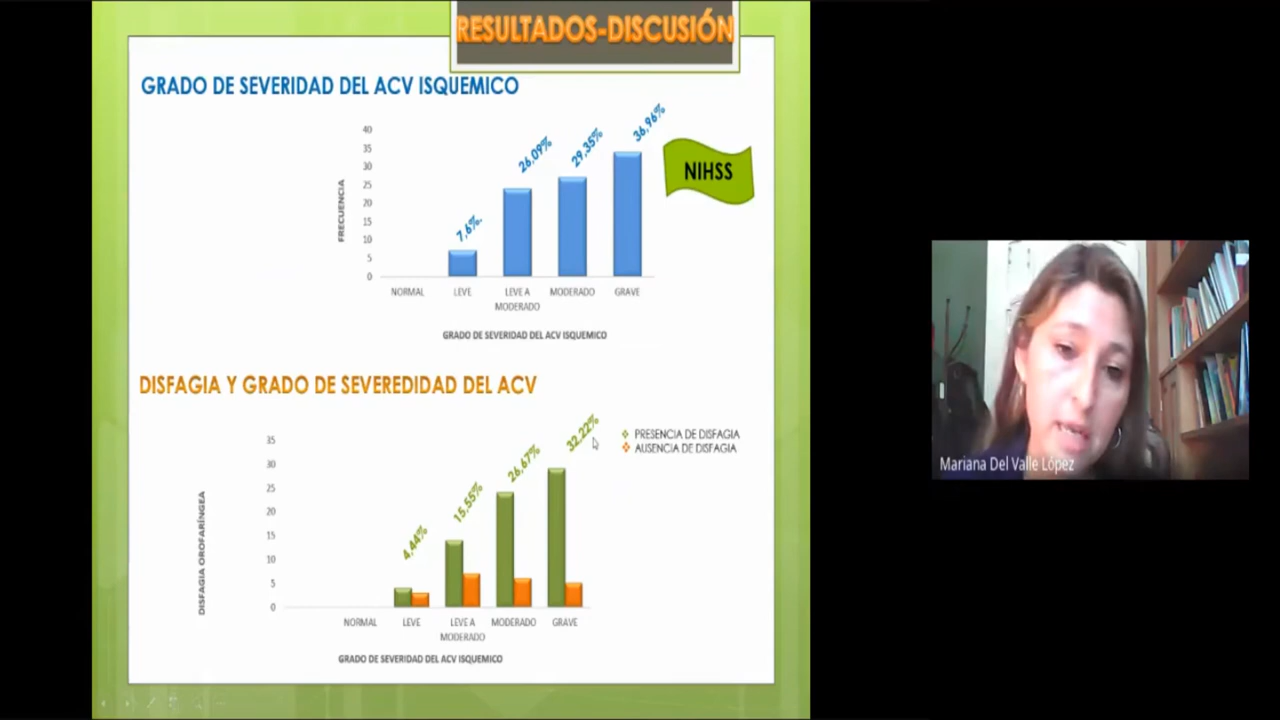 RESULTADOS-DISCUSIÓN
GRADO DE SEVERIDAD DEL ACV ISQUEMICO
40
35
30
25
20
15
10
5
0
FRECUENCIA
7,6%.
26,09%
29,35%
36,96%
NIHSS
NORMAL
LEVE
LEVE A
MODERADO
MODERADO
GRAVE
GRADO DE SEVERIDAD DEL ACV ISQUEMICO
DISFAGIA Y GRADO DE SEVEREDIDAD DEL ACV
35
30
25
20
15
10
5
0
DISFAGIA OROFARÍNGEA
4,44%
15,55%
26,67%
32,22%
PRESENCIA DE DISFAGIA
AUSENCIA DE DISFAGIA
NORMAL
LEVE
LEVE A
MODERADO
MODERADO
GRAVE
GRADO DE SEVERIDAD DEL ACV ISQUEMICO
Mariana Del Valle López